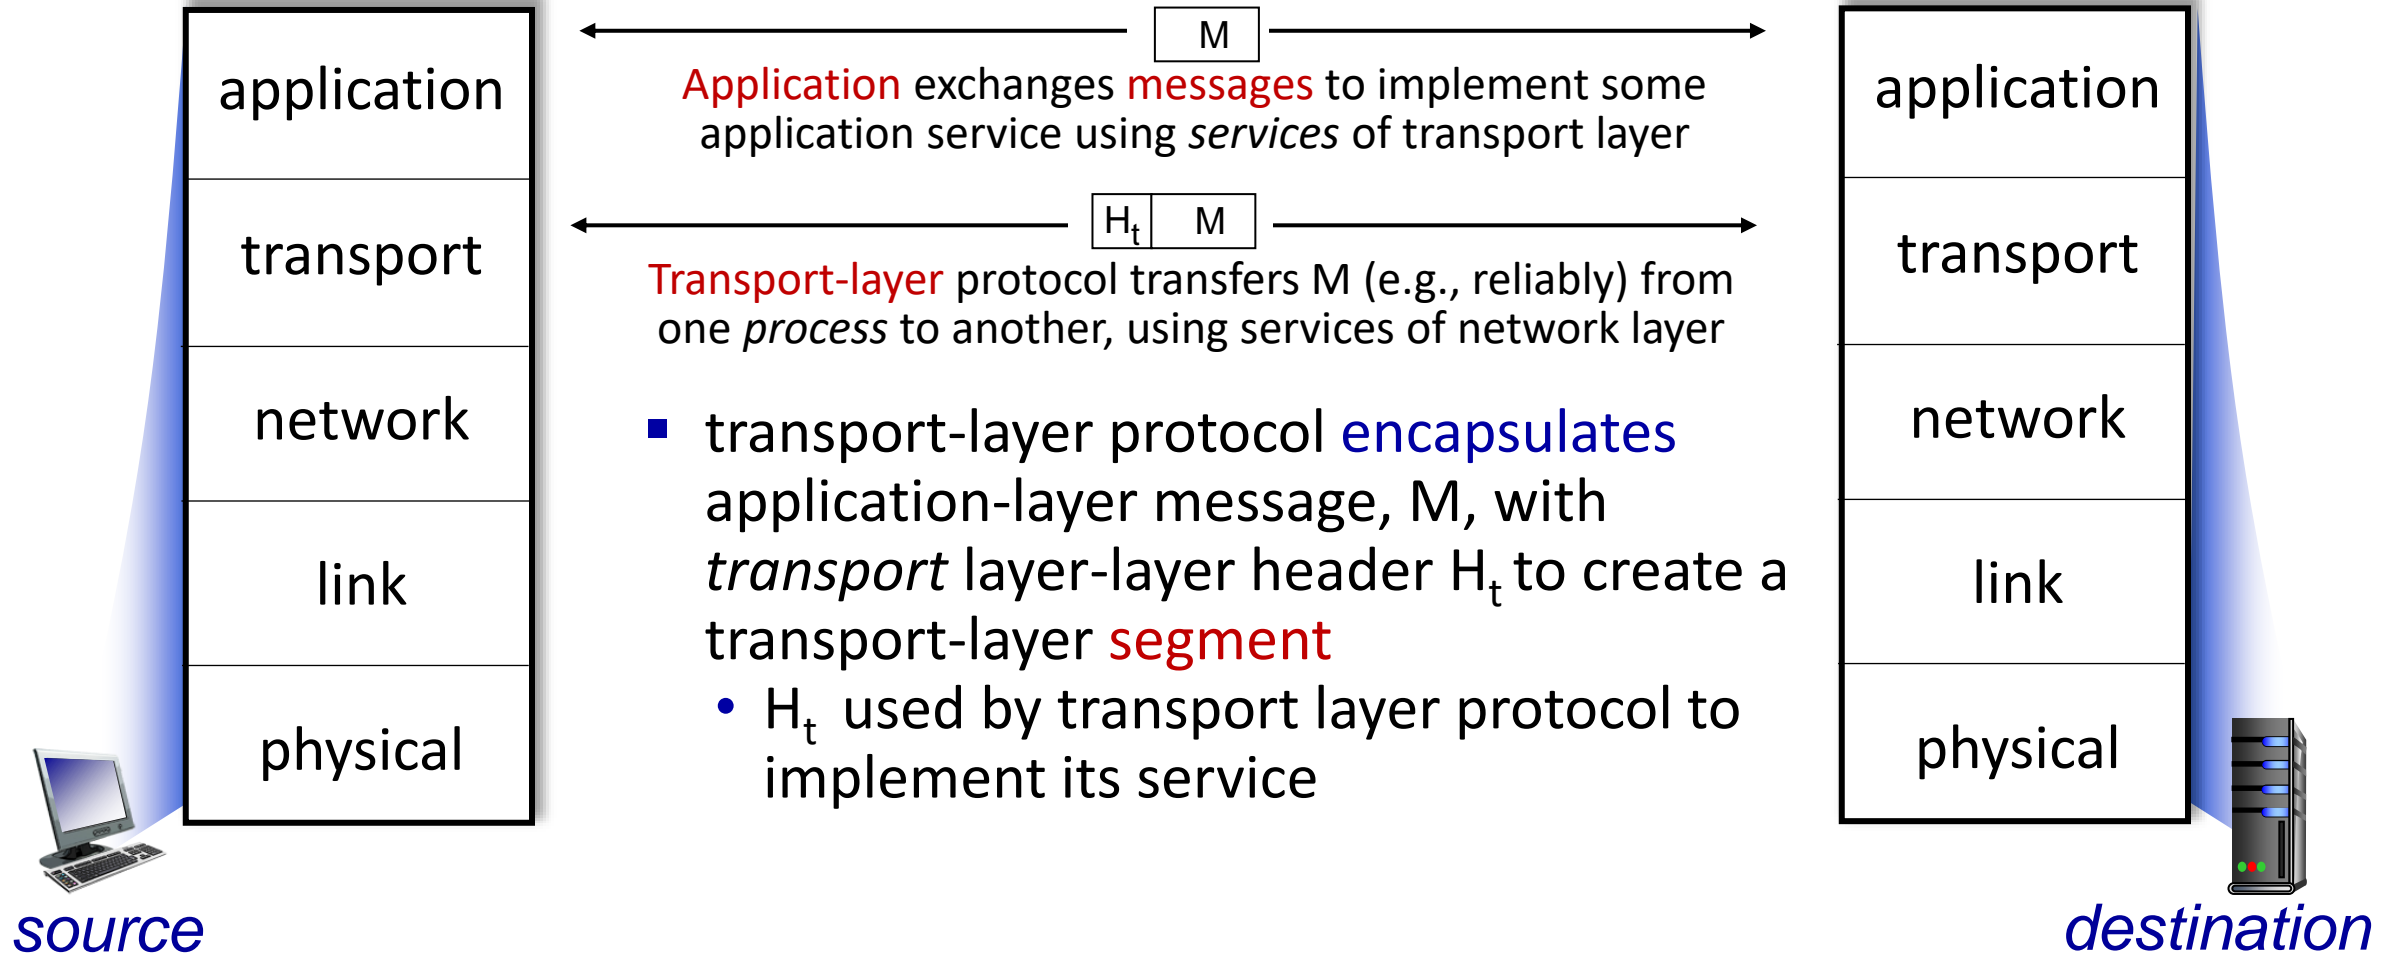 application
transport
network
link
physical
source
M
Application exchanges messages to implement some
application service using services of transport layer
Ht M
Transport-layer protocol transfers M (e.g., reliably) from
one process to another, using services of network layer
▪ transport-layer protocol encapsulates
application-layer message, M, with
transport layer-layer header Ht to create a
transport-layer segment
• Ht used by transport layer protocol to
implement its service
application
transport
network
link
physical
destination